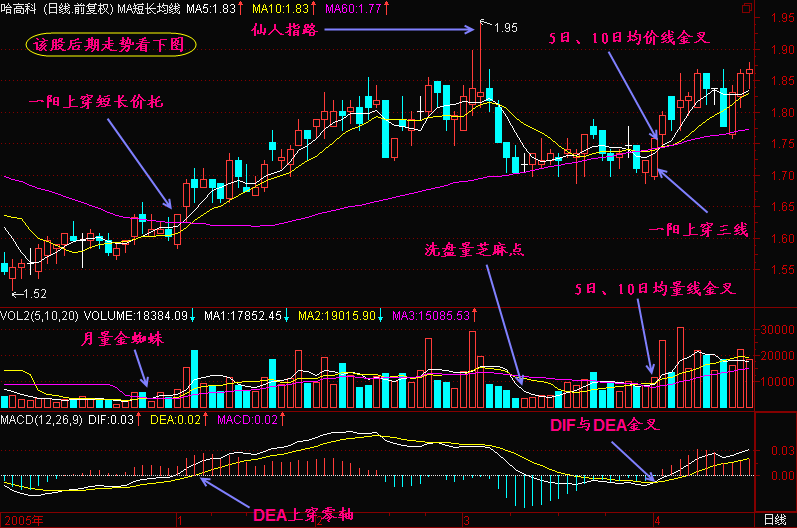 哈高科 (日线.前复权) MA短长均线 MA5:1.83↑ MA10:1.83↑ MA60:1.77↑
仙人指路
1.95
1.95
该股后期走势看下图
5日、10日均价线金叉
1.90
1.85
一阳上穿短长价托
1.80
1.75
1.70
1.65
一阳上穿三线
1.60
洗盘量芝麻点
1.55
←1.52
5日、10日均量线金叉
VOL2(5,10,20) VOLUME:18384.09↓ MA1:17852.45↓ MA2:19015.90↓ MA3:15085.53↑
月量金蜘蛛
30000
20000
10000
MACD(12,26,9) DIF:0.03↑ DEA:0.02↑ MACD:0.02↑
DIF与DEA金叉
0.03
0.00
DEA上穿零轴
2005年 1 2 3 4 日线